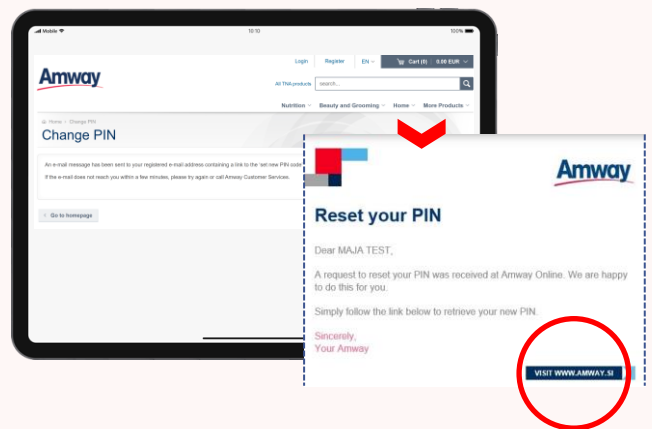 Mobile
10:10
100%
Login Register EN Cart (0) 0.00 EUR
Amway
All TNA products search...
Nutrition Beauty and Grooming Home More Products
Home > Change PIN
Change PIN
An e-mail message has been sent to your registered e-mail address containing a link to the 'set new PIN code
If the e-mail does not reach you within a few minutes, please try again or call Amway Customer Services.
Go to homepage
Amway
Reset your PIN
Dear MAJA TEST,
A request to reset your PIN was received at Amway Online. We are happy
to do this for you.
Simply follow the link below to retrieve your new PIN.
Sincerely,
Your Amway
VISIT WWW.AMWAY.SI